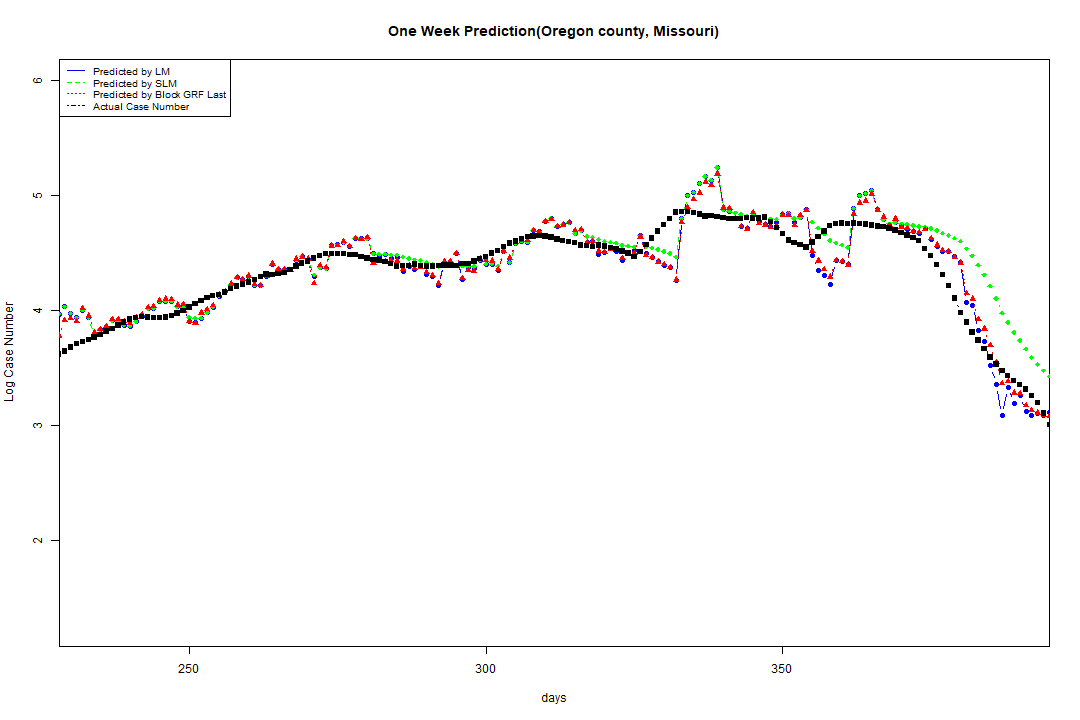 One Week Prediction(Oregon county, Missouri)
Predicted by LM
Predicted by SLM
Predicted by Block GRF Last
Actual Case Number
6
5
4
3
2
Log Case Number
250 300 350
days